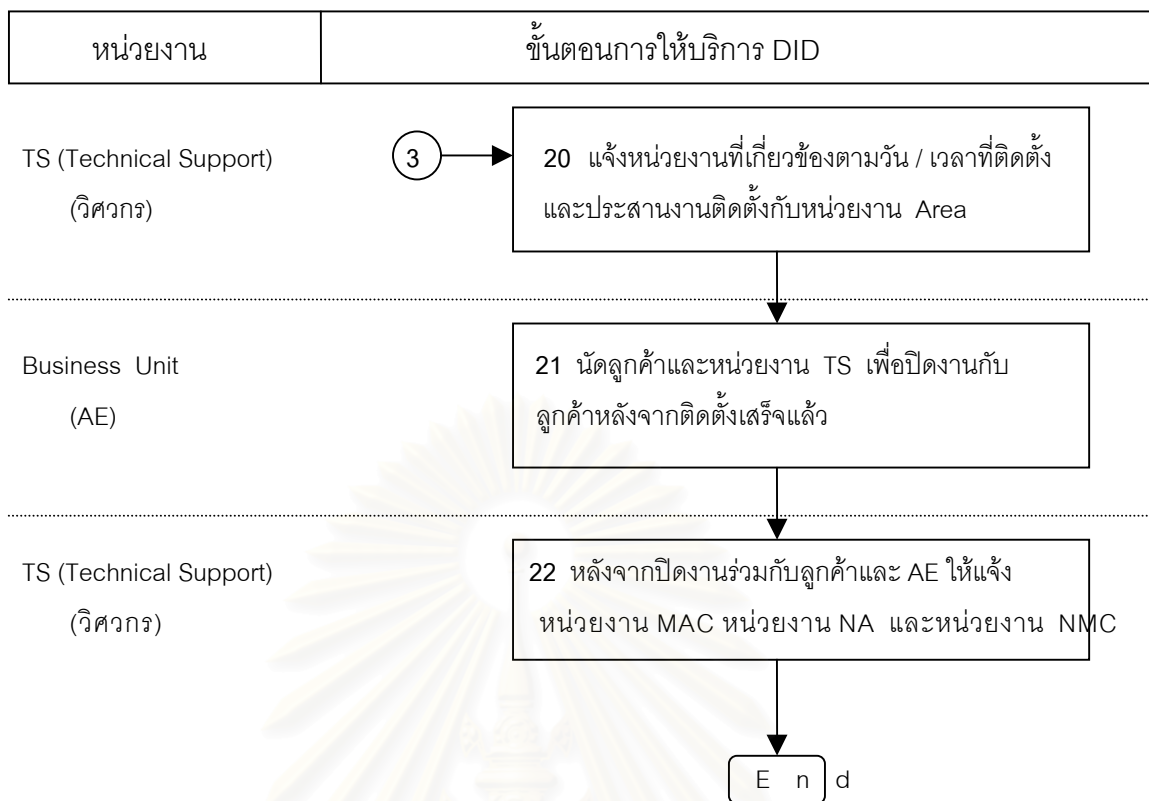 หน่วยงาน ขั้นตอนการให้บริการ DID
TS (Technical Support)
(วิศวกร)
3
20 แจ้งหน่วยงานที่เกี่ยวข้องตามวัน / เวลาที่ติดตั้ง
และประสานงานติดตั้งกับหน่วยงาน Area
Business Unit
(AE)
21 นัดลูกค้าและหน่วยงาน TS เพื่อปิดงานกับ
ลูกค้าหลังจากติดตั้งเสร็จแล้ว
TS (Technical Support)
(วิศวกร)
22 หลังจากปิดงานร่วมกับลูกค้าและ AE ให้แจ้ง
หน่วยงาน MAC หน่วยงาน NA และหน่วยงาน NMC
E n d